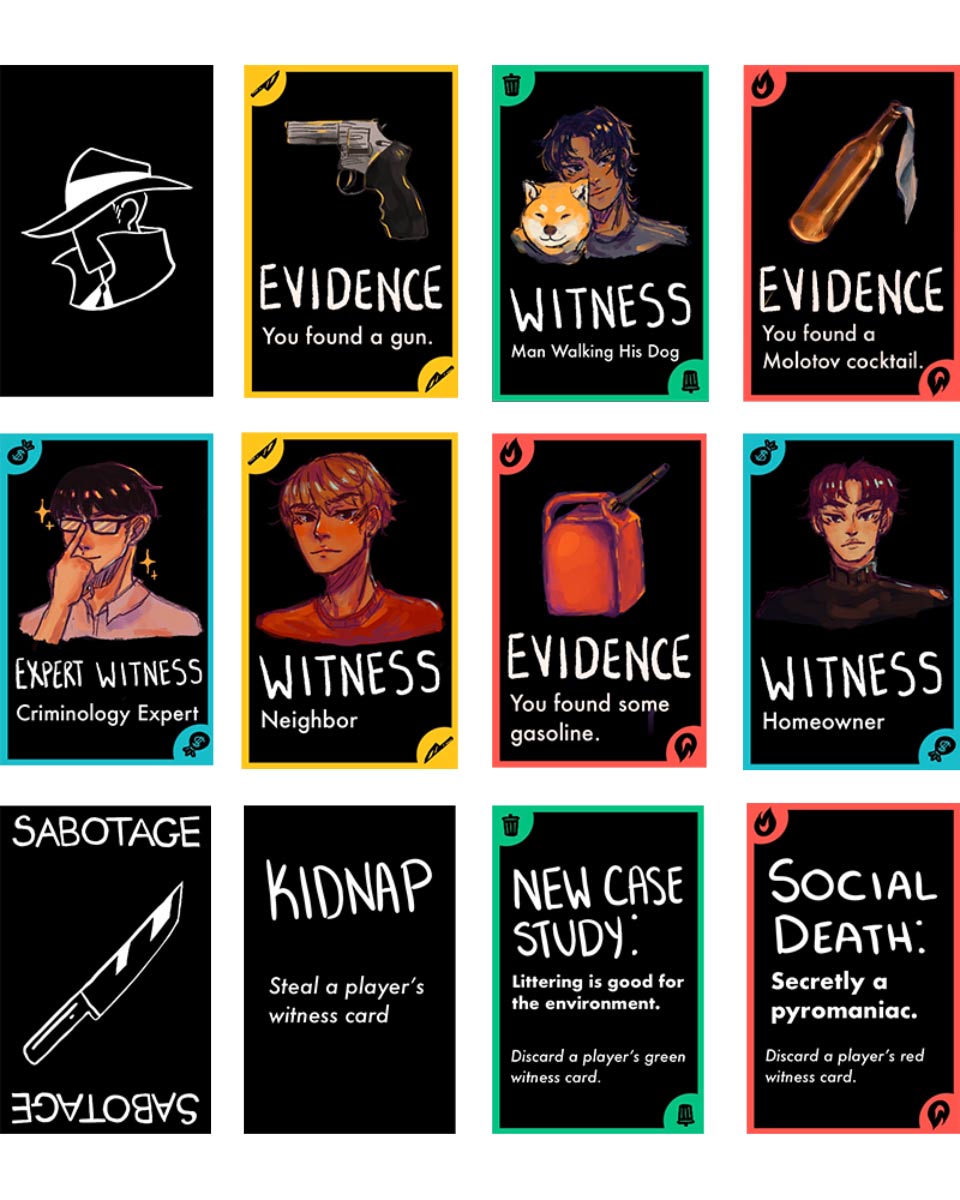 EVIDENCE
You found a gun.
WITNESS
Man Walking His Dog
EVIDENCE
You found a
Molotov cocktail.
EXPERT WITNESS
Criminology Expert
WITNESS
Neighbor
EVIDENCE
You found some
gasoline.
WITNESS
Homeowner
SABOTAGE
SABOTAGE
KIDNAP
Steal a player's
witness card
NEW CASE
STUDY:
Littering is good for
the environment.
Discard a player's green
witness card.
SOCIAL
DEATH:
Secretly a
pyromaniac.
Discard a player's red
witness card.